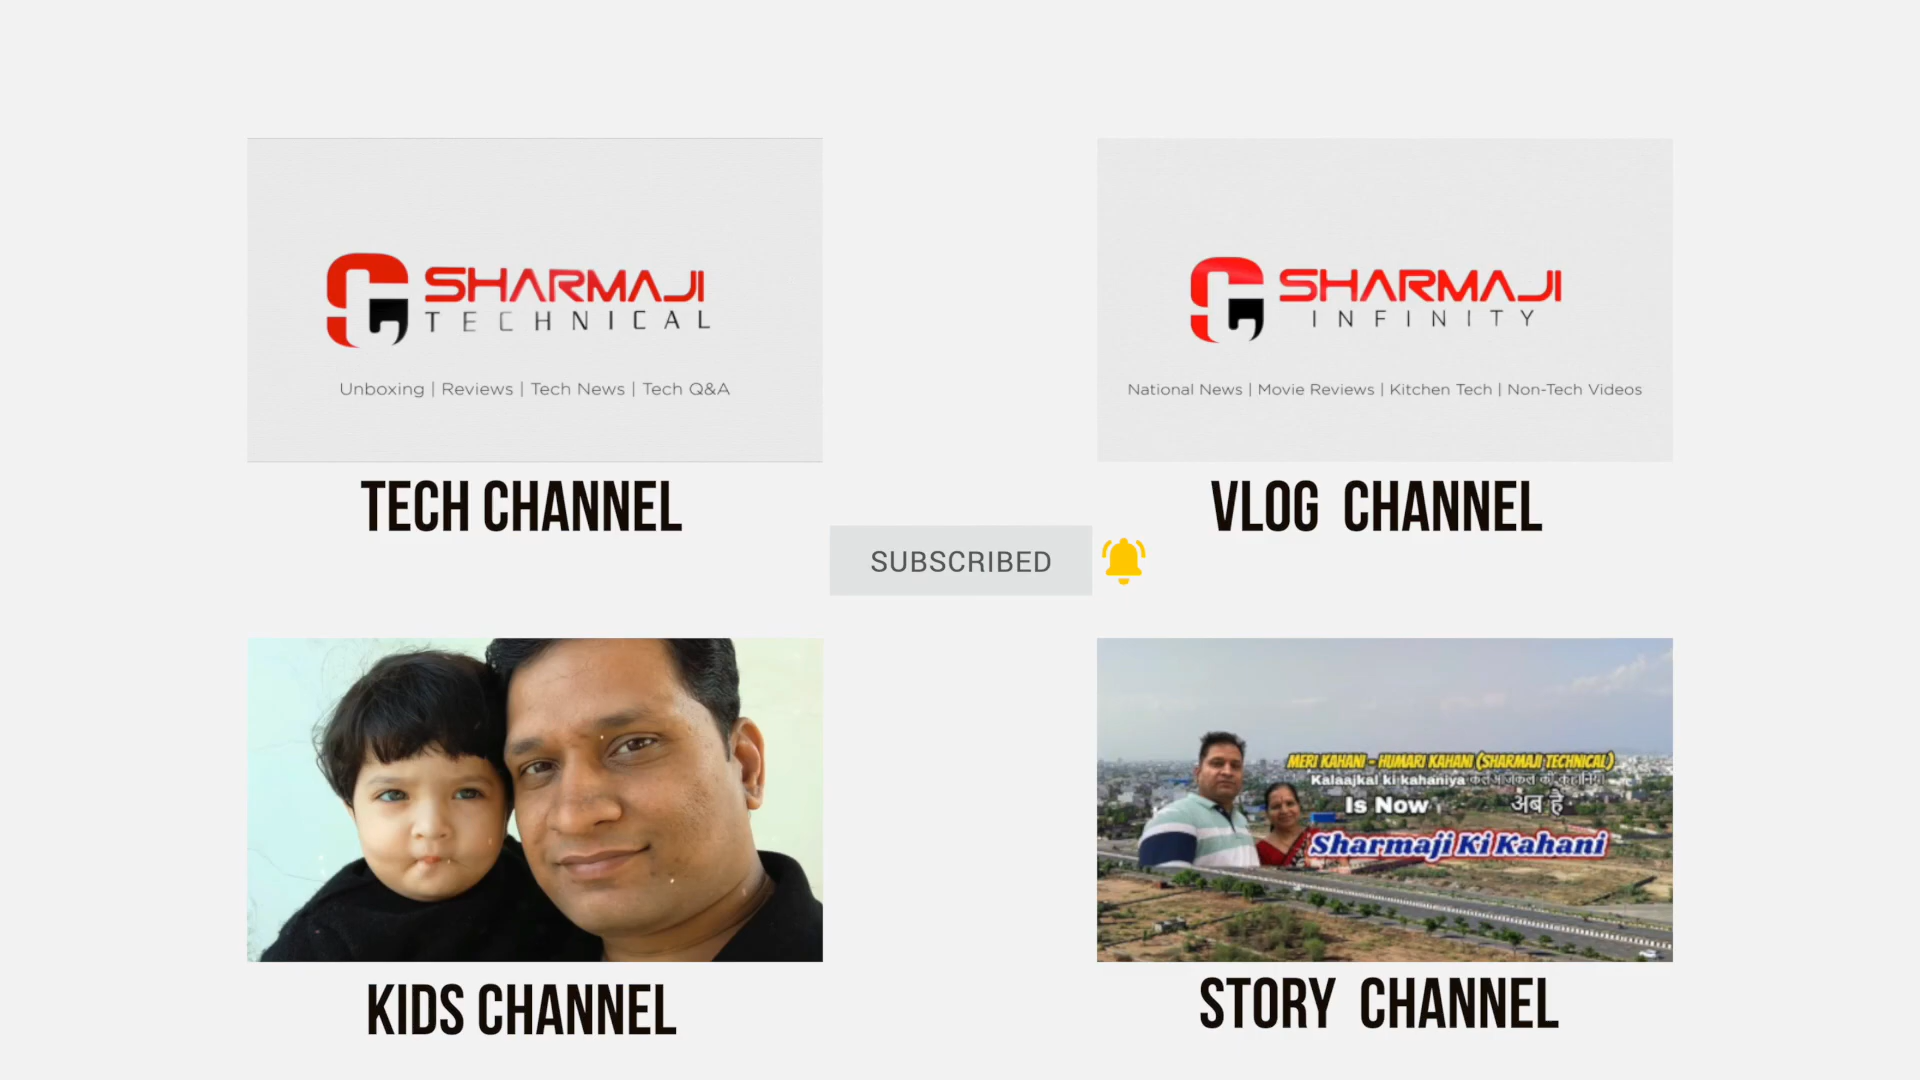 SHARMAJI
TECHNICAL
Unboxing | Reviews | Tech News | Tech Q&A
TECH CHANNEL
SHARMAJI
INFINITY
National News | Movie Reviews | Kitchen Tech | Non-Tech Videos
VLOG CHANNEL
SUBSCRIBED
KIDS CHANNEL
MERI KAHANI - HUMARI KAHANI (SHARMAJI TECHNICAL)
Kalaajkal ki kahaniya कलआजकल की कहानियां
Is Now अब है
Sharmaji Ki Kahani
STORY CHANNEL